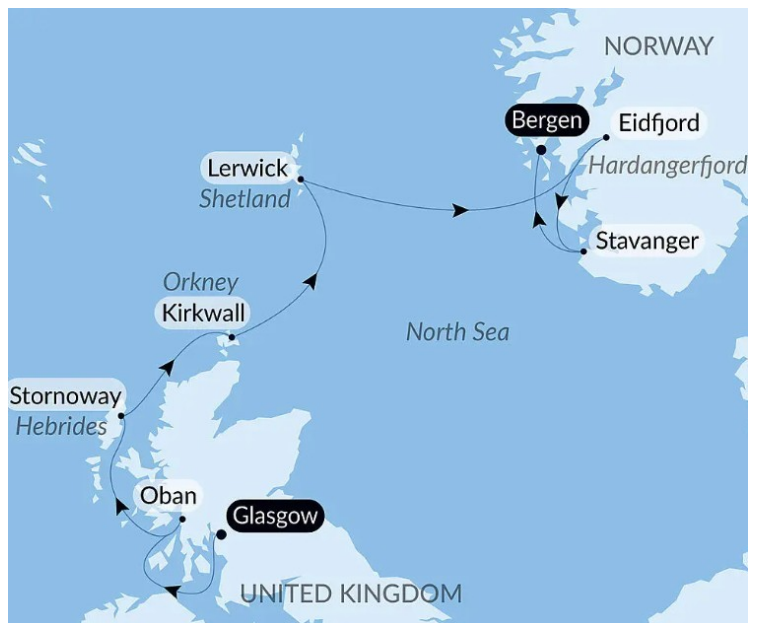 NORWAY
Bergen
Eidfjord
Hardangerfjord
Lerwick
Shetland
Stavanger
Orkney
Kirkwall
North Sea
Stornoway
Hebrides
Oban
Glasgow
UNITED KINGDOM